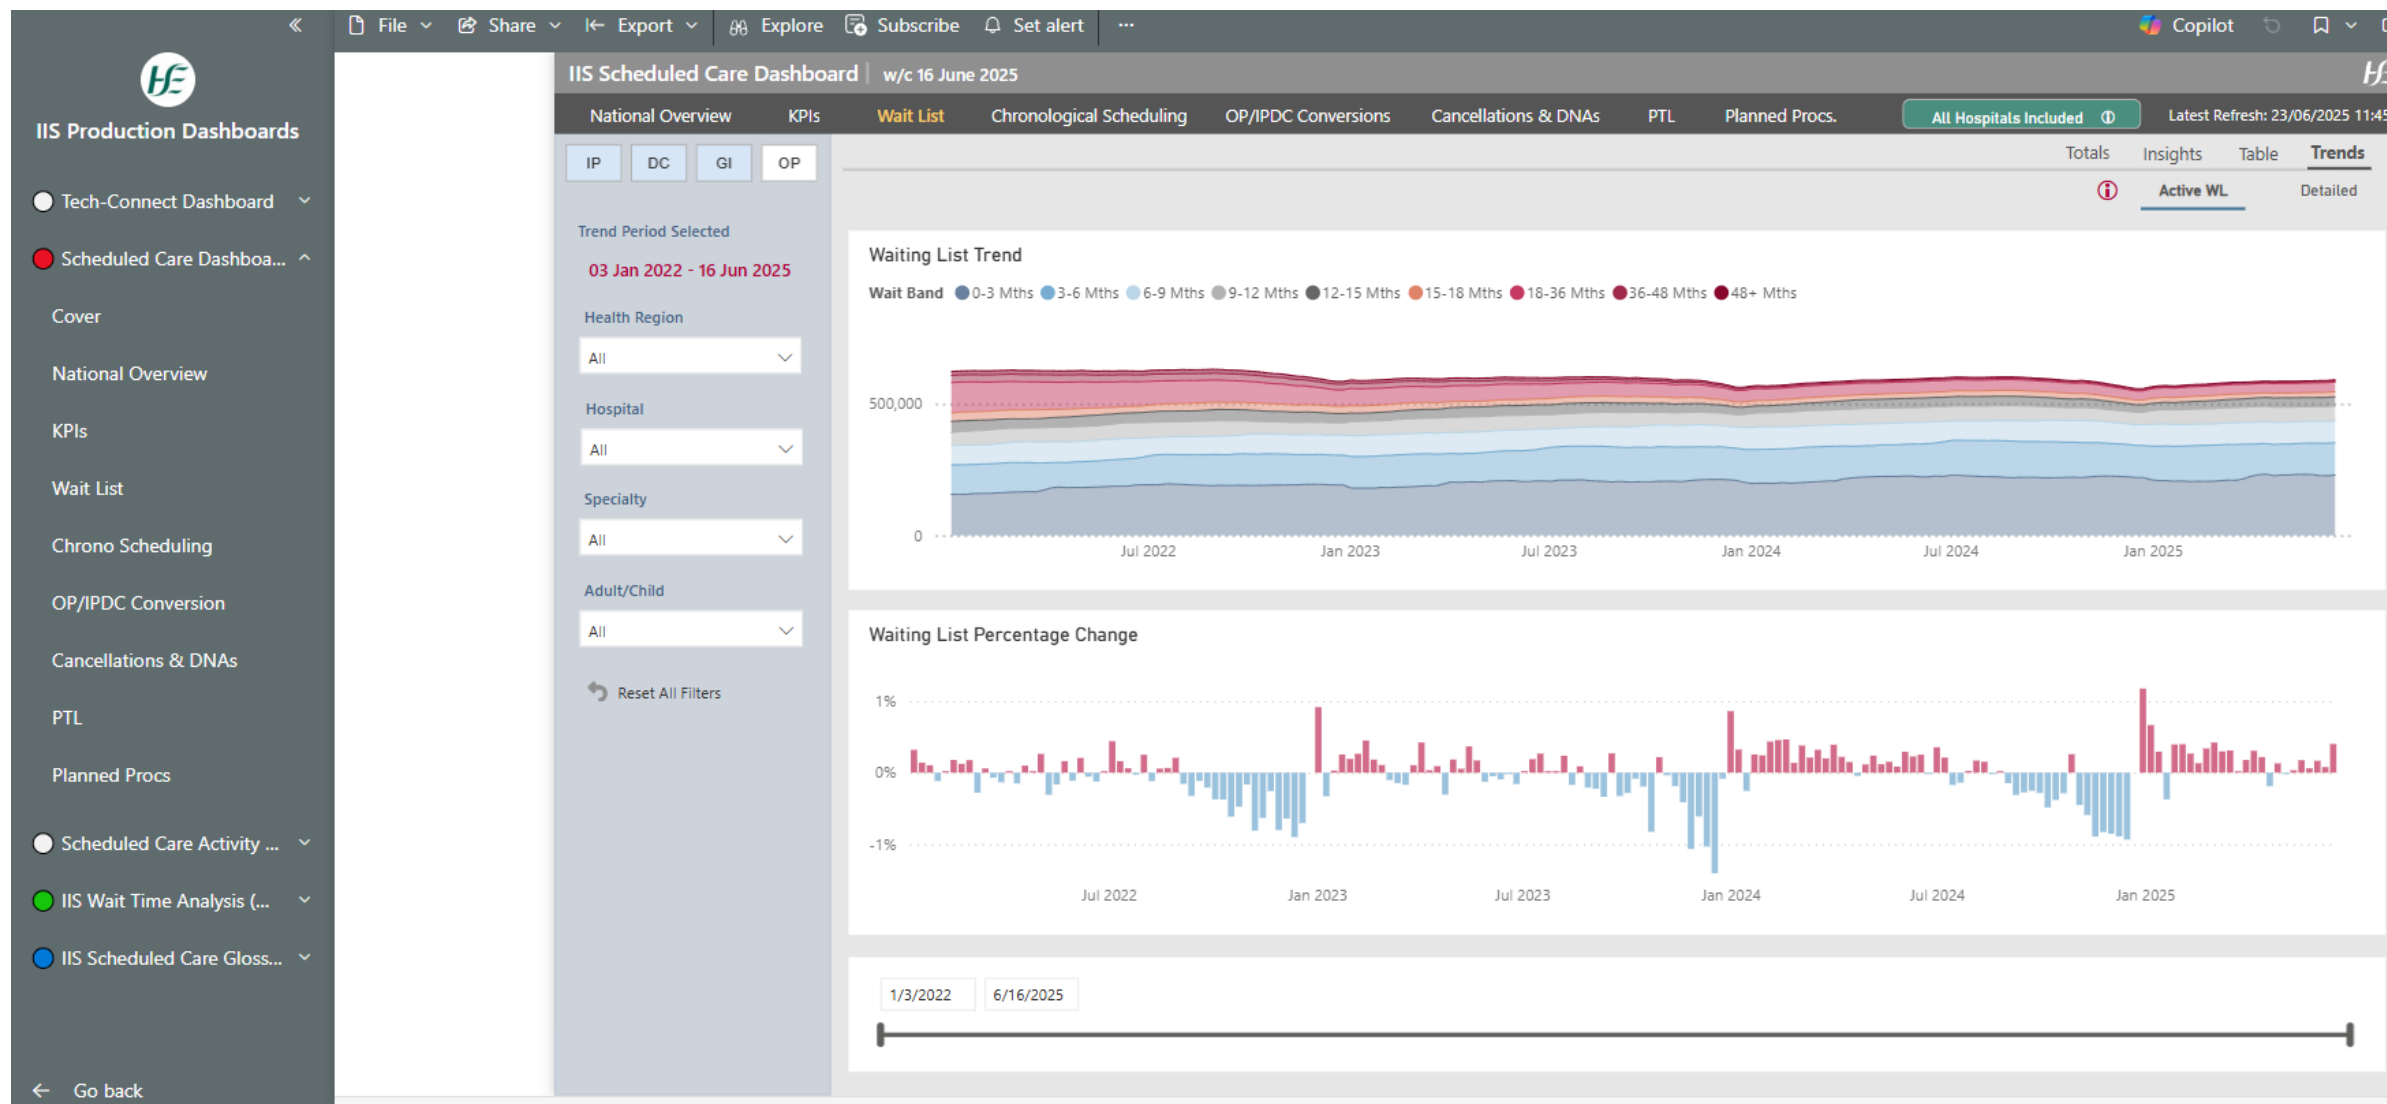 File Share Export Explore Subscribe Set alert ... Copilot
IIS Production Dashboards
Tech-Connect Dashboard
Scheduled Care Dashboa...
Cover
National Overview
KPIs
Wait List
Chrono Scheduling
OP/IPDC Conversion
Cancellations & DNAs
PTL
Planned Procs
Scheduled Care Activity ...
IIS Wait Time Analysis (...
IIS Scheduled Care Gloss...
Go back
IIS Scheduled Care Dashboard w/c 16 June 2025
National Overview KPIs Wait List Chronological Scheduling OP/IPDC Conversions Cancellations & DNAs PTL Planned Procs. All Hospitals Included Latest Refresh: 23/06/2025 11:45
IP DC GI OP
Totals Insights Table Trends
Active WL Detailed
Trend Period Selected
03 Jan 2022 - 16 Jun 2025
Health Region
All
Hospital
All
Specialty
All
Adult/Child
All
Reset All Filters
Waiting List Trend
Wait Band 0-3 Mths 3-6 Mths 6-9 Mths 9-12 Mths 12-15 Mths 15-18 Mths 18-36 Mths 36-48 Mths 48+ Mths
500,000
0
Jul 2022 Jan 2023 Jul 2023 Jan 2024 Jul 2024 Jan 2025
Waiting List Percentage Change
1%
0%
-1%
Jul 2022 Jan 2023 Jul 2023 Jan 2024 Jul 2024 Jan 2025
1/3/2022 6/16/2025